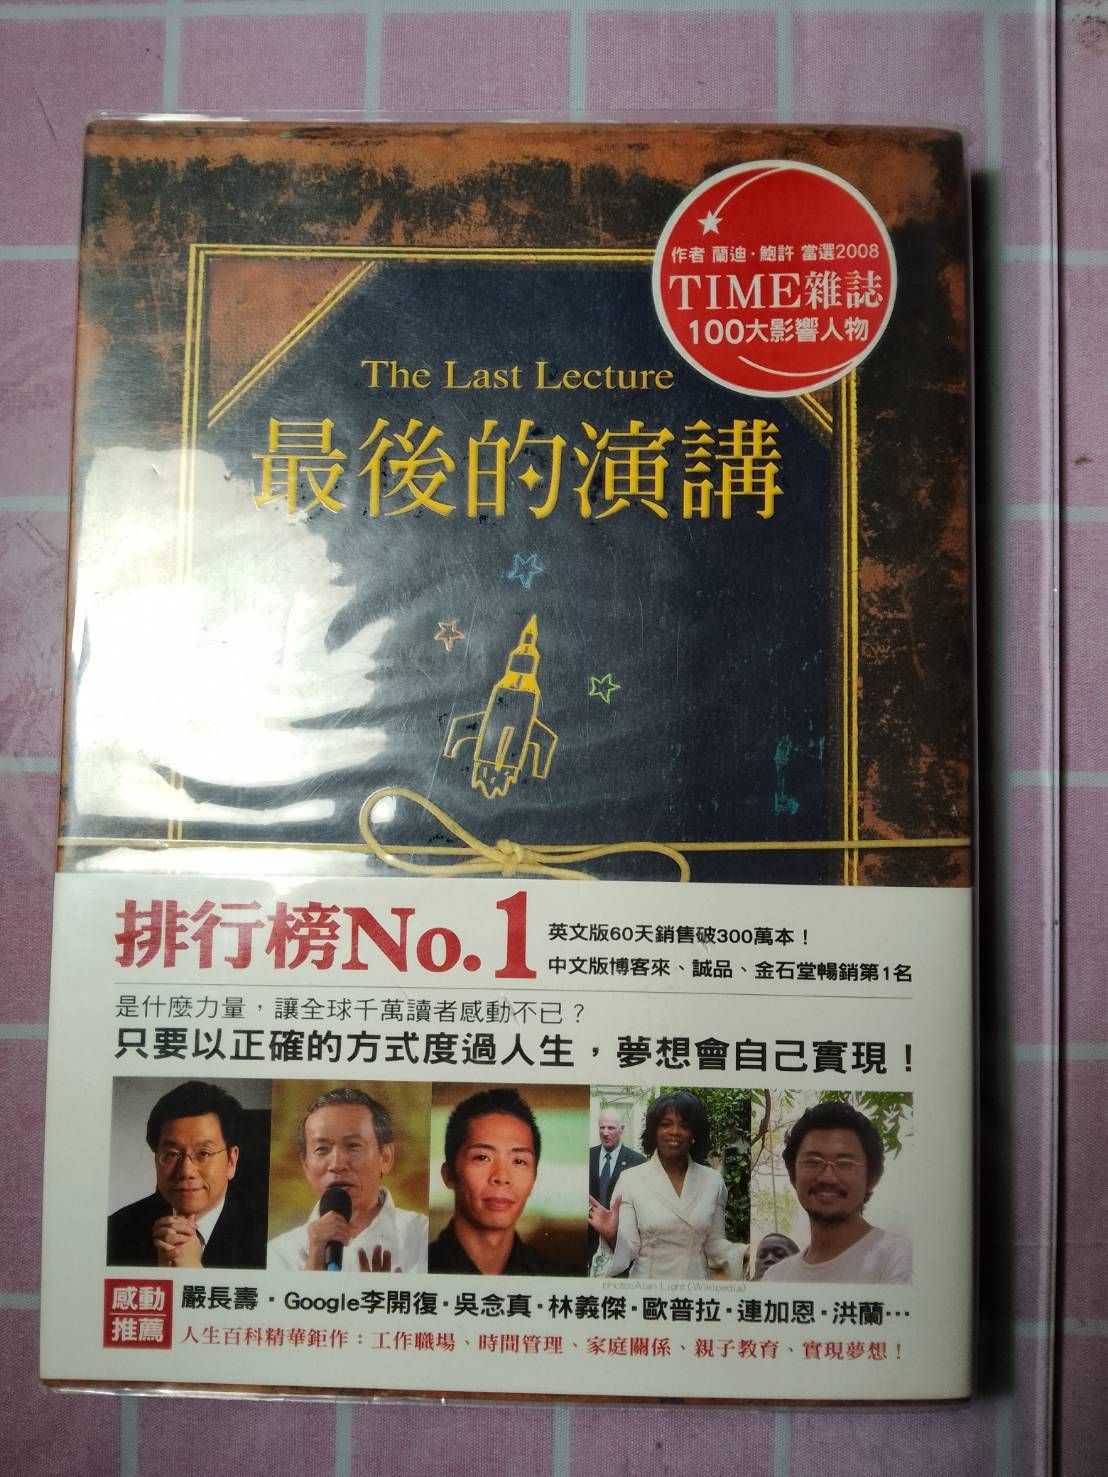 作者 蘭迪·鮑許 當選2008
TIME雜誌
100大影響人物
The Last Lecture
最後的演講
排行榜No.1
英文版60天銷售破300萬本！
中文版博客來、誠品、金石堂暢銷第1名
是什麼力量，讓全球千萬讀者感動不已？
只要以正確的方式度過人生，夢想會自己實現！
photosAlan Light(Wikipedia)
感動
推薦
嚴長壽·Google李開復·吳念真·林義傑·歐普拉·連加恩·洪蘭…
人生百科精華鉅作：工作職場、時間管理、家庭關係、親子教育、實現夢想！